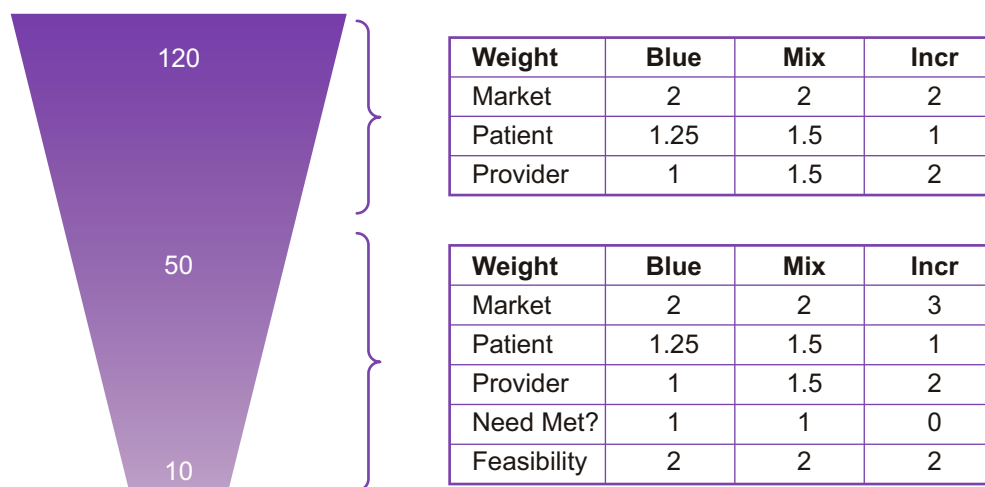 120
Weight Blue Mix Incr
Market 2 2 2
Patient 1.25 1.5 1
Provider 1 1.5 2
50
Weight Blue Mix Incr
Market 2 2 3
Patient 1.25 1.5 1
Provider 1 1.5 2
Need Met? 1 1 0
Feasibility 2 2 2
10